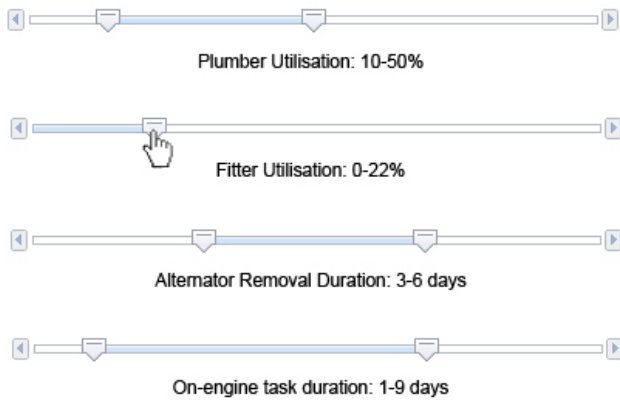 Plumber Utilisation: 10-50%
Fitter Utilisation: 0-22%
Alternator Removal Duration: 3-6 days
On-engine task duration: 1-9 days